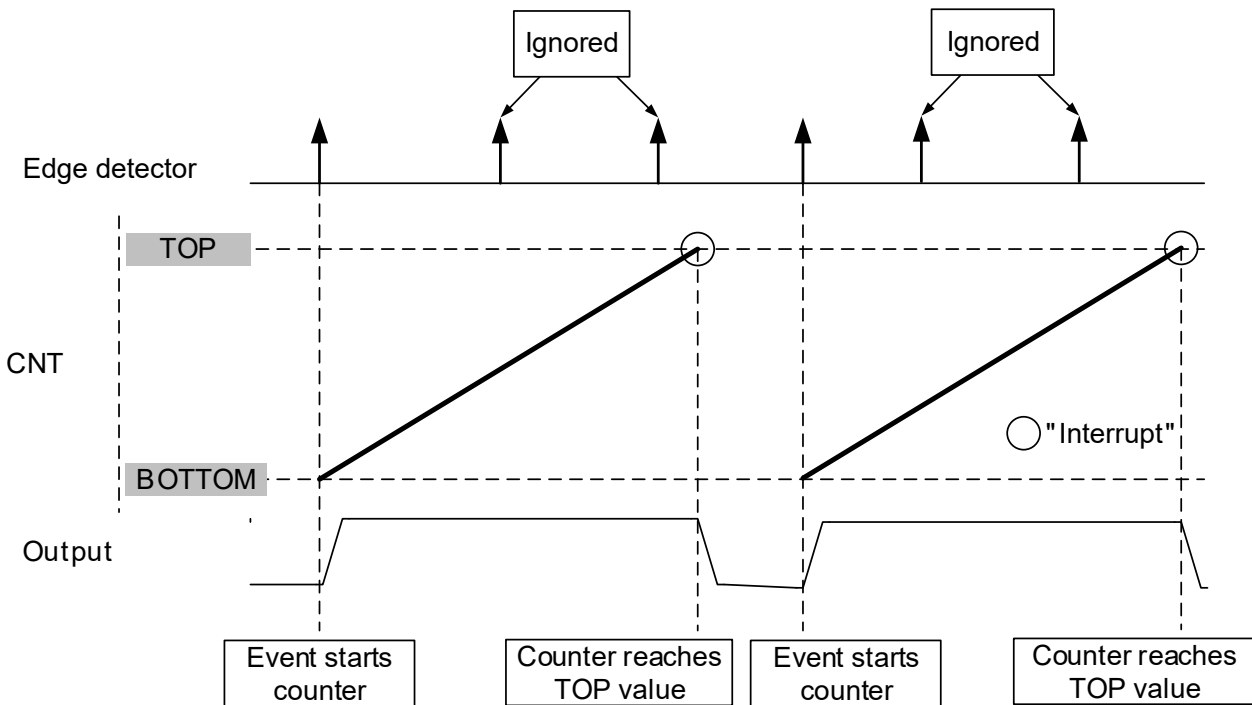 Ignored
Ignored
Edge detector
TOP
CNT
"Interrupt"
BOTTOM
Output
Event starts
counter
Counter reaches
TOP value
Event starts
counter
Counter reaches
TOP value